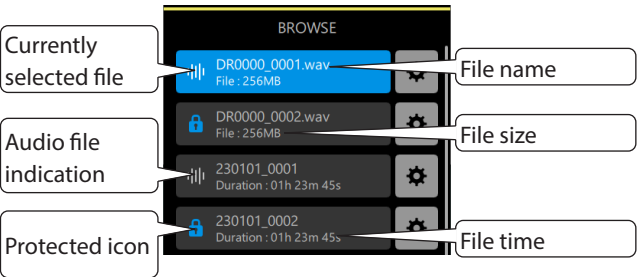 BROWSE
Currently
selected file
DR0000_0001.wav
File : 256MB
File name
DR0000_0002.wav
File : 256MB
File size
Audio file
indication
230101_0001
Duration : 01h 23m 45s
Protected icon
230101_0002
Duration : 01h 23m 45s
File time